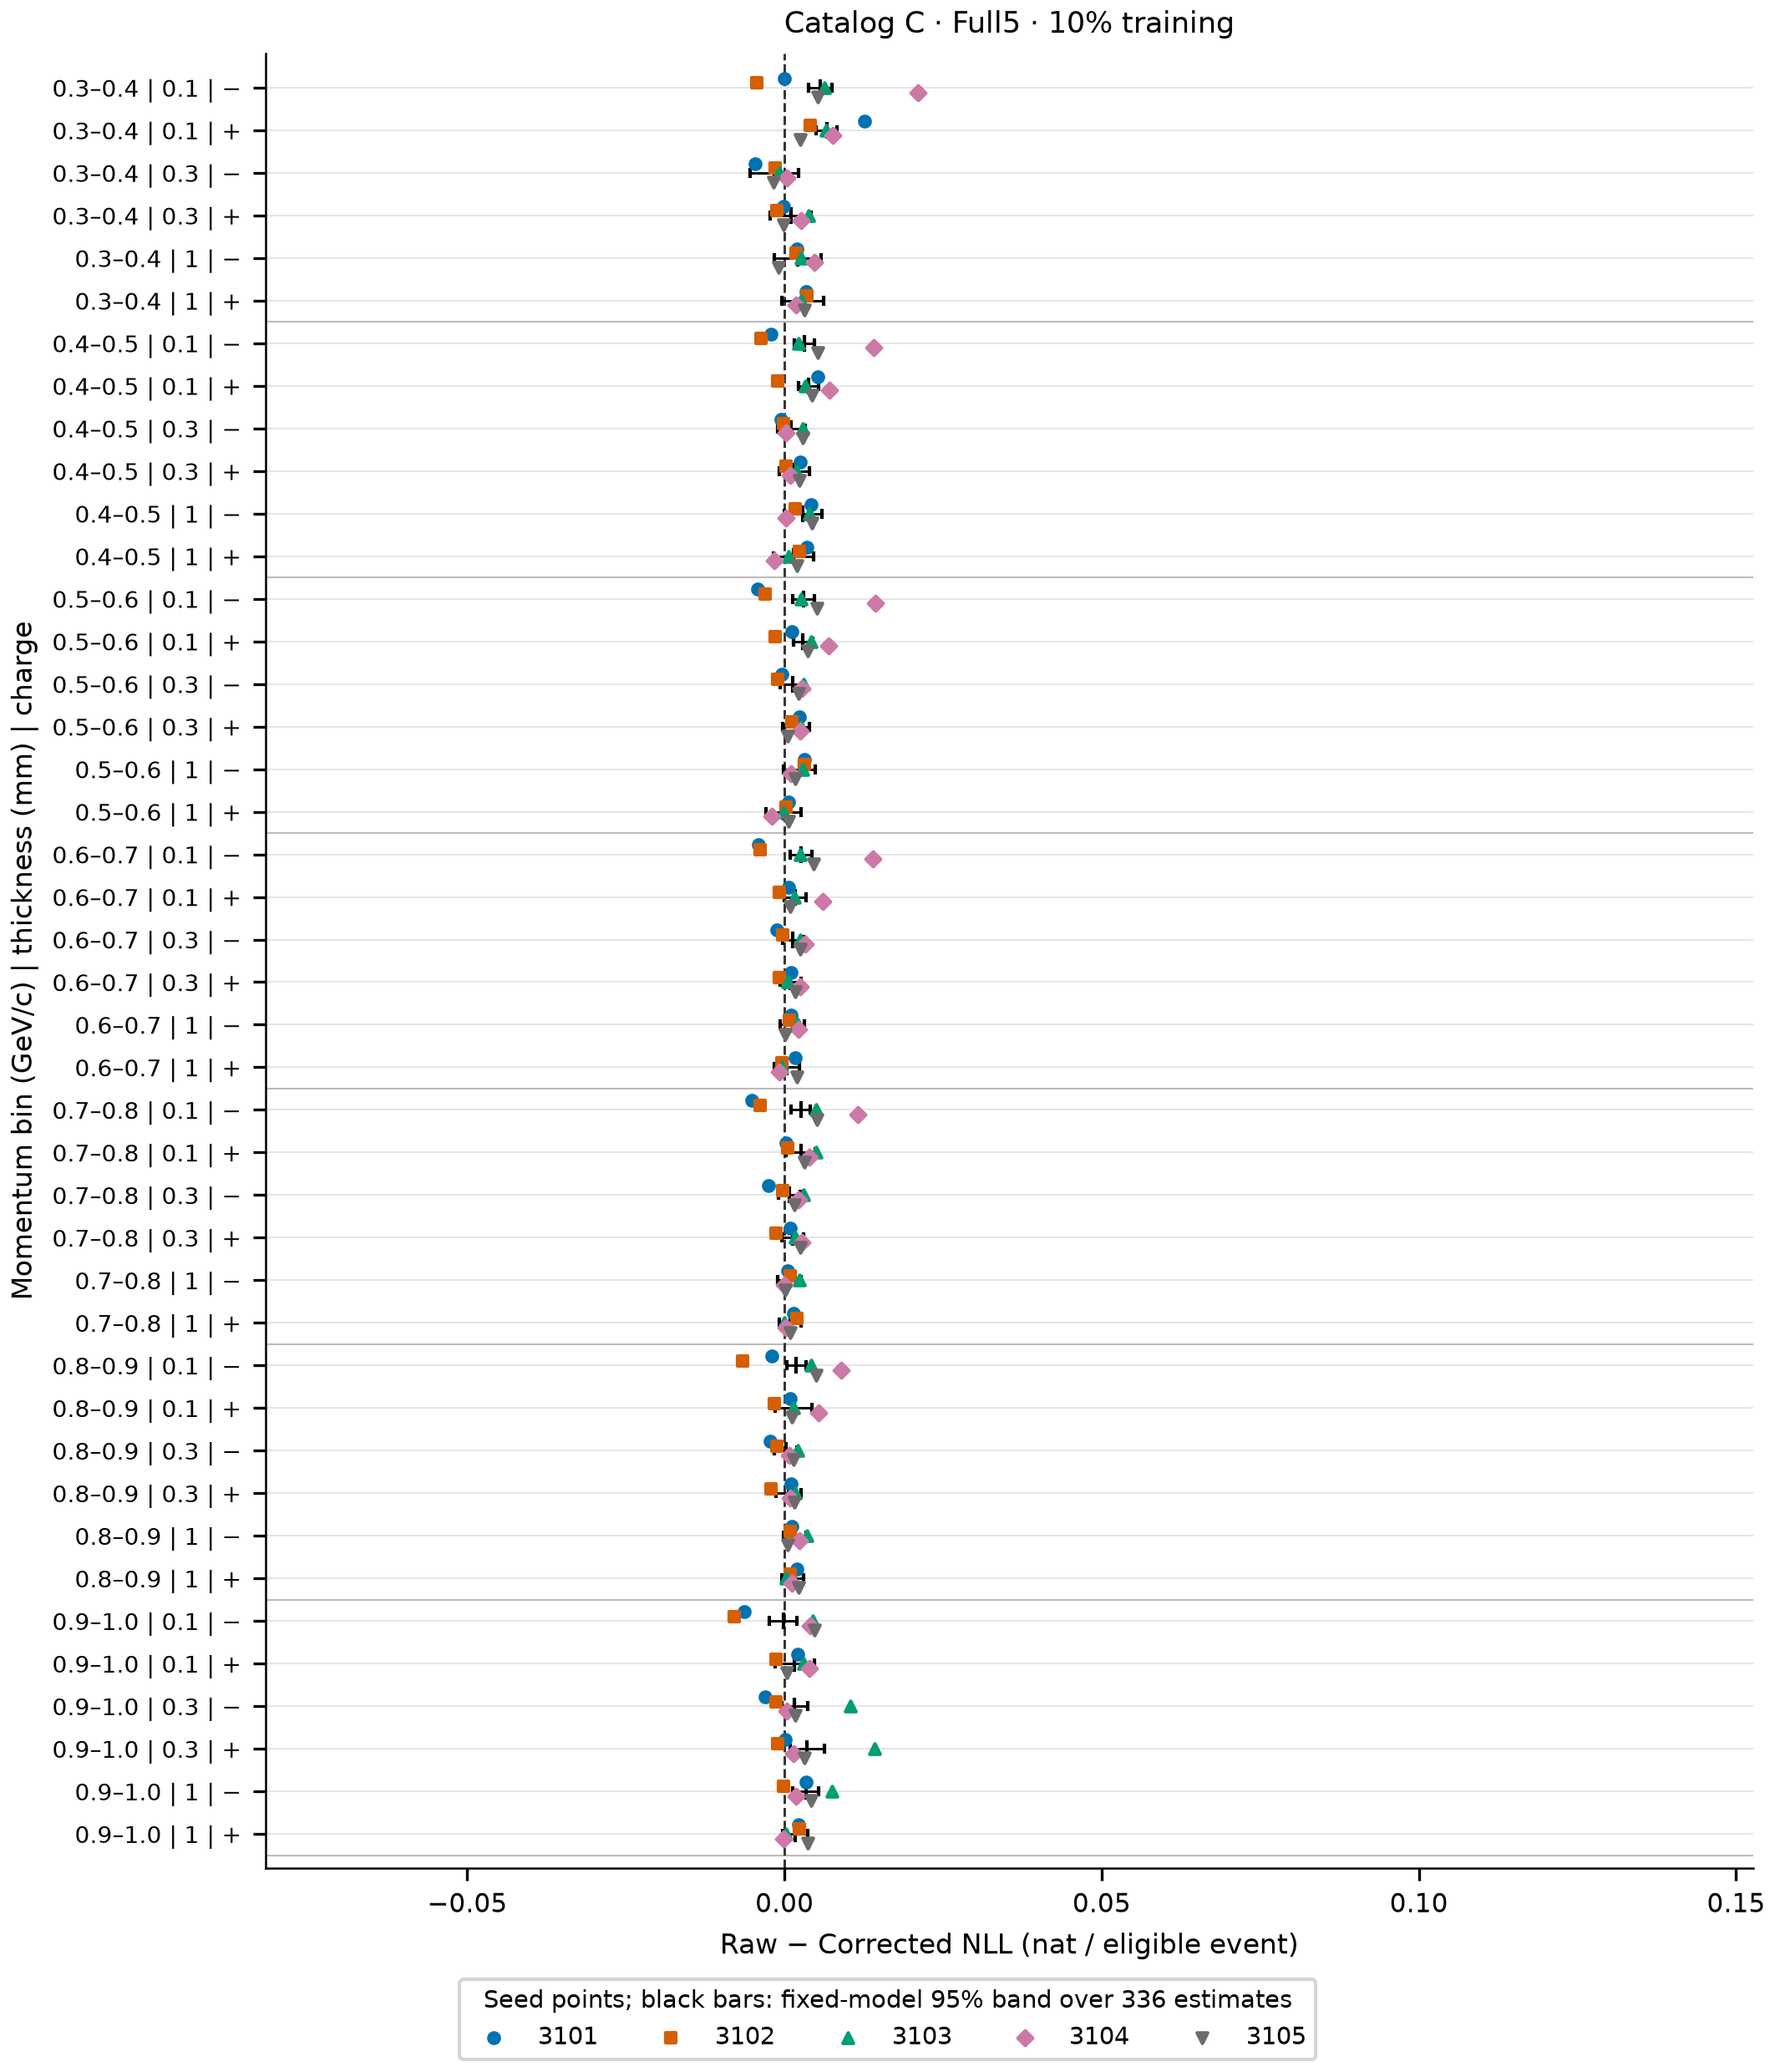 Catalog C · Full5 · 10% training
0.3–0.4 | 0.1 | −
0.3–0.4 | 0.1 | +
0.3–0.4 | 0.3 | −
0.3–0.4 | 0.3 | +
0.3–0.4 | 1 | −
0.3–0.4 | 1 | +
0.4–0.5 | 0.1 | −
0.4–0.5 | 0.1 | +
0.4–0.5 | 0.3 | −
0.4–0.5 | 0.3 | +
0.4–0.5 | 1 | −
0.4–0.5 | 1 | +
0.5–0.6 | 0.1 | −
0.5–0.6 | 0.1 | +
0.5–0.6 | 0.3 | −
0.5–0.6 | 0.3 | +
0.5–0.6 | 1 | −
0.5–0.6 | 1 | +
0.6–0.7 | 0.1 | −
0.6–0.7 | 0.1 | +
0.6–0.7 | 0.3 | −
0.6–0.7 | 0.3 | +
0.6–0.7 | 1 | −
0.6–0.7 | 1 | +
0.7–0.8 | 0.1 | −
0.7–0.8 | 0.1 | +
0.7–0.8 | 0.3 | −
0.7–0.8 | 0.3 | +
0.7–0.8 | 1 | −
0.7–0.8 | 1 | +
0.8–0.9 | 0.1 | −
0.8–0.9 | 0.1 | +
0.8–0.9 | 0.3 | −
0.8–0.9 | 0.3 | +
0.8–0.9 | 1 | −
0.8–0.9 | 1 | +
0.9–1.0 | 0.1 | −
0.9–1.0 | 0.1 | +
0.9–1.0 | 0.3 | −
0.9–1.0 | 0.3 | +
0.9–1.0 | 1 | −
0.9–1.0 | 1 | +
Momentum bin (GeV/c) | thickness (mm) | charge
−0.05 0.00 0.05 0.10 0.15
Raw − Corrected NLL (nat / eligible event)
Seed points; black bars: fixed-model 95% band over 336 estimates
3101 3102 3103 3104 3105